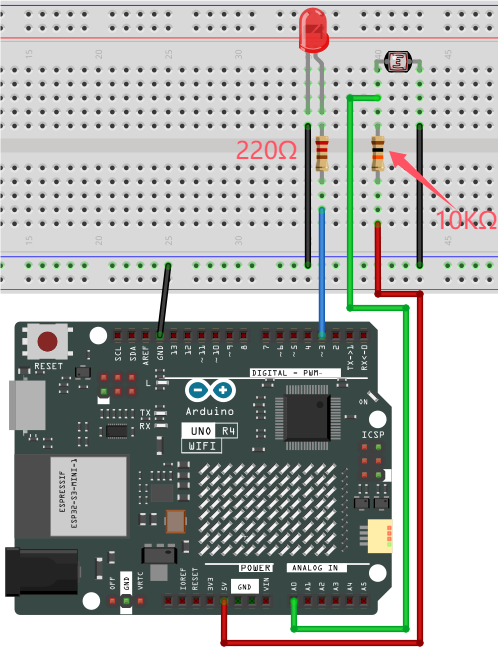 15 20 25 30 40 45
220Ω
10KΩ
15 20 25 30 45
RESET
SCL
SDA
AREF
GND
13
12
~11
~10
~9
8
7
~6
~5
4
~3
2
TX→1
RX←0
DIGITAL (PWM~)
L
TX
RX
Arduino
UNO R4
WIFI
ON
ICSP
ESPRESSIF
ESP32-S3-MINI-1
POWER
ANALOG IN
OFF
GND
VRTC
IOREF
RESET
3V3
5V
GND
VIN
A0
A1
A2
A3
A4
A5